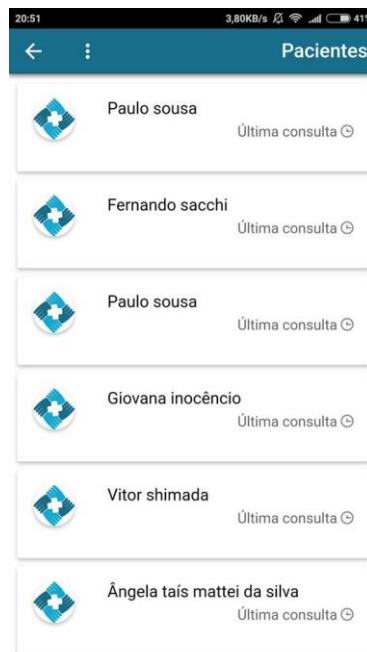 20:51 3,80KB/s 41%
Pacientes
Paulo sousa
Última consulta
Fernando sacchi
Última consulta
Paulo sousa
Última consulta
Giovana inocêncio
Última consulta
Vitor shimada
Última consulta
Ângela taís mattei da silva
Última consulta